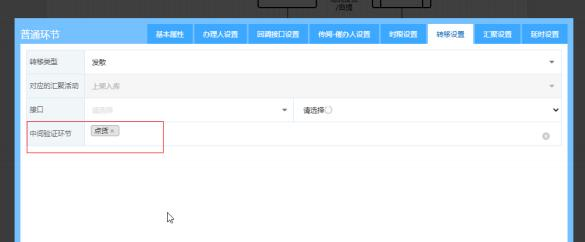 /自提
普通环节
基本属性 办理人设置 回调接口设置 传阅-催办人设置 时限设置 转移设置 汇聚设置 延时设置
转移类型 发散
对应的汇聚活动 上架入库
接口 请选择 请选择
中间验证环节 点货 ×